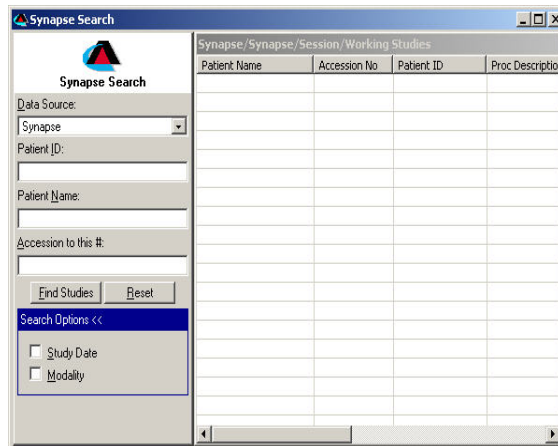 Synapse Search
Synapse Search
Data Source:
Synapse
Patient ID:
Patient Name:
Accession to this #:
Find Studies Reset
Search Options <<
Study Date
Modality
Synapse/Synapse/Session/Working Studies
Patient Name Accession No Patient ID Proc Descriptio